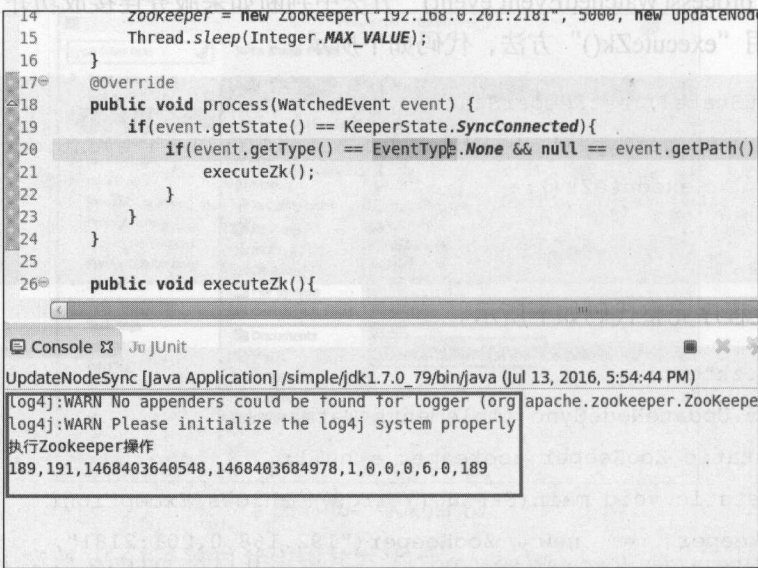 14 zookeeper = new ZooKeeper("192.168.0.201:2181", 5000, new UpdateNode
15 Thread.sleep(Integer.MAX_VALUE);
16 }
17 @Override
18 public void process(WatchedEvent event) {
19 if(event.getState() == KeeperState.SyncConnected){
20 if(event.getType() == EventType.None && null == event.getPath()
21 executeZk();
22 }
23 }
24 }
25
26 public void executeZk(){
Console JUnit
UpdateNodeSync [Java Application] /simple/jdk1.7.0_79/bin/java (Jul 13, 2016, 5:54:44 PM)
log4j:WARN No appenders could be found for logger (org.apache.zookeeper.ZooKeepe
log4j:WARN Please initialize the log4j system properly
执行Zookeeper操作
189,191,1468403640548,1468403684978,1,0,0,0,6,0,189